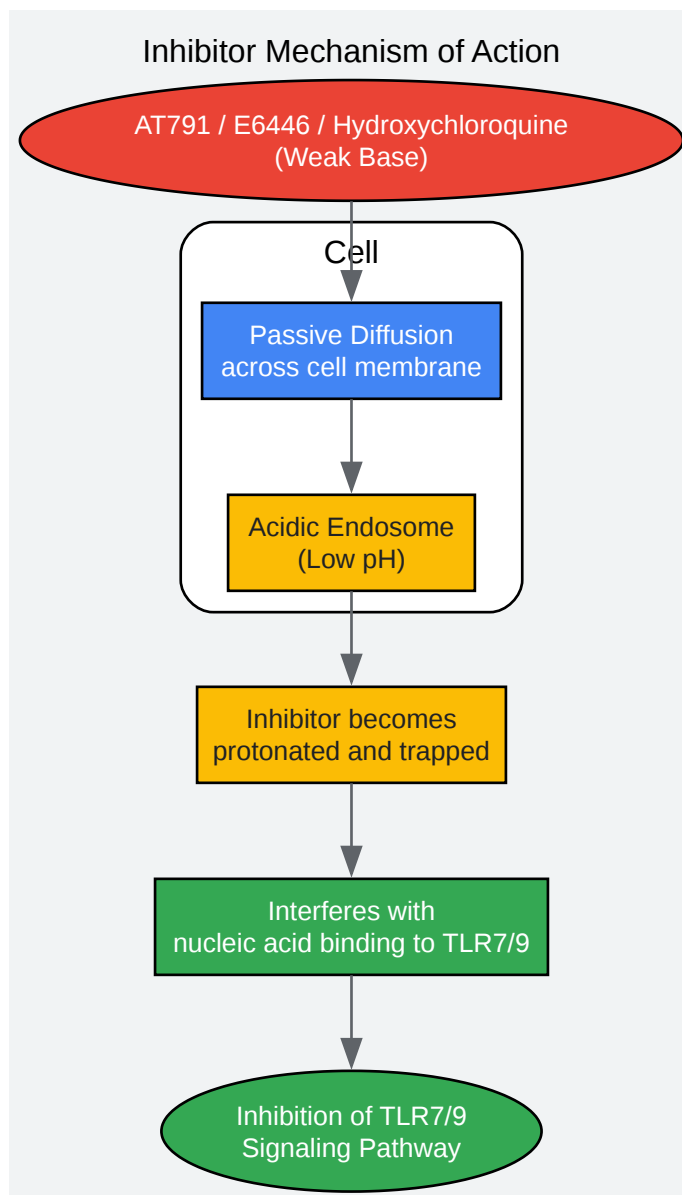 Inhibitor Mechanism of Action
AT791 / E6446 / Hydroxychloroquine
(Weak Base)
Cell
Passive Diffusion
across cell membrane
Acidic Endosome
(Low pH)
Inhibitor becomes
protonated and trapped
Interferes with
nucleic acid binding to TLR7/9
Inhibition of TLR7/9
Signaling Pathway